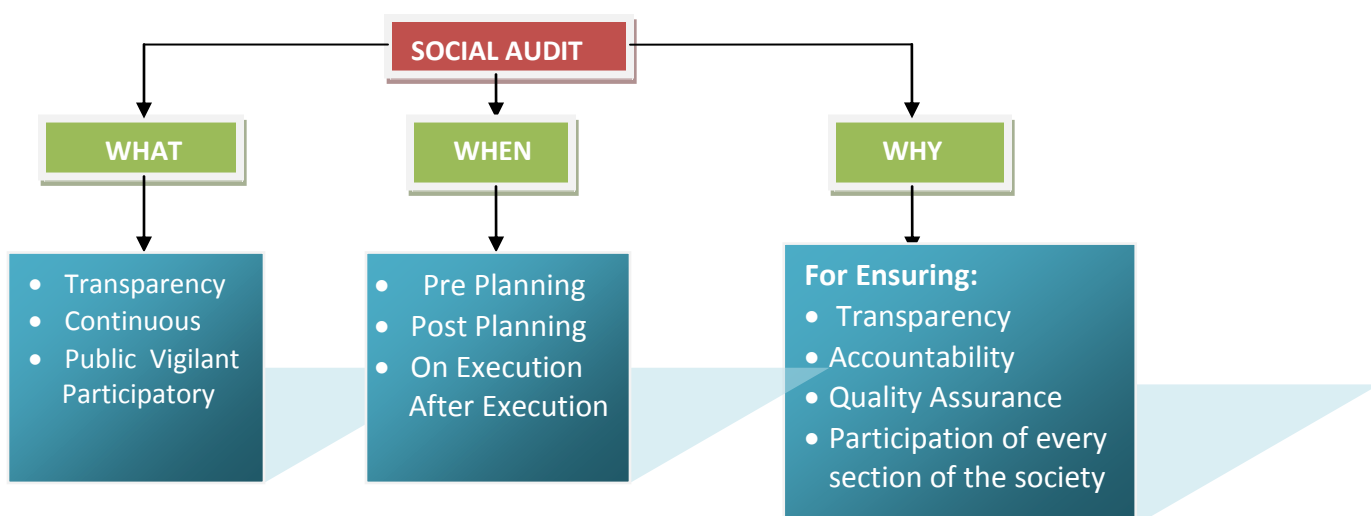 SOCIAL AUDIT
WHAT
WHEN
WHY
• Transparency
• Continuous
• Public Vigilant
Participatory
• Pre Planning
• Post Planning
• On Execution
After Execution
For Ensuring:
• Transparency
• Accountability
• Quality Assurance
• Participation of every
section of the society